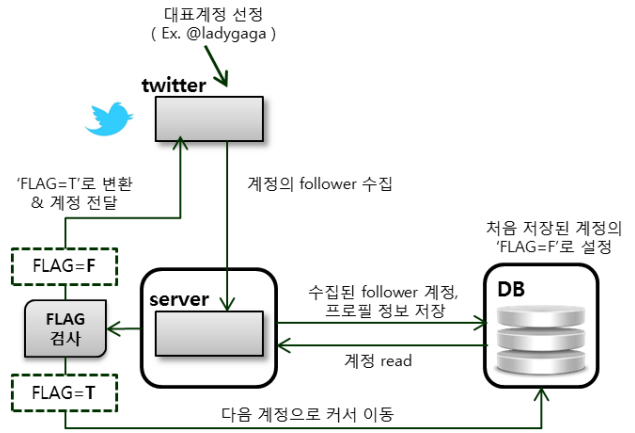 대표계정 선정
( Ex. @ladygaga )
twitter
‘FLAG=T’로 변환
& 계정 전달
계정의 follower 수집
처음 저장된 계정의
‘FLAG=F’로 설정
FLAG=F
server
수집된 follower 계정,
프로필 정보 저장
DB
FLAG
검사
계정 read
FLAG=T
다음 계정으로 커서 이동